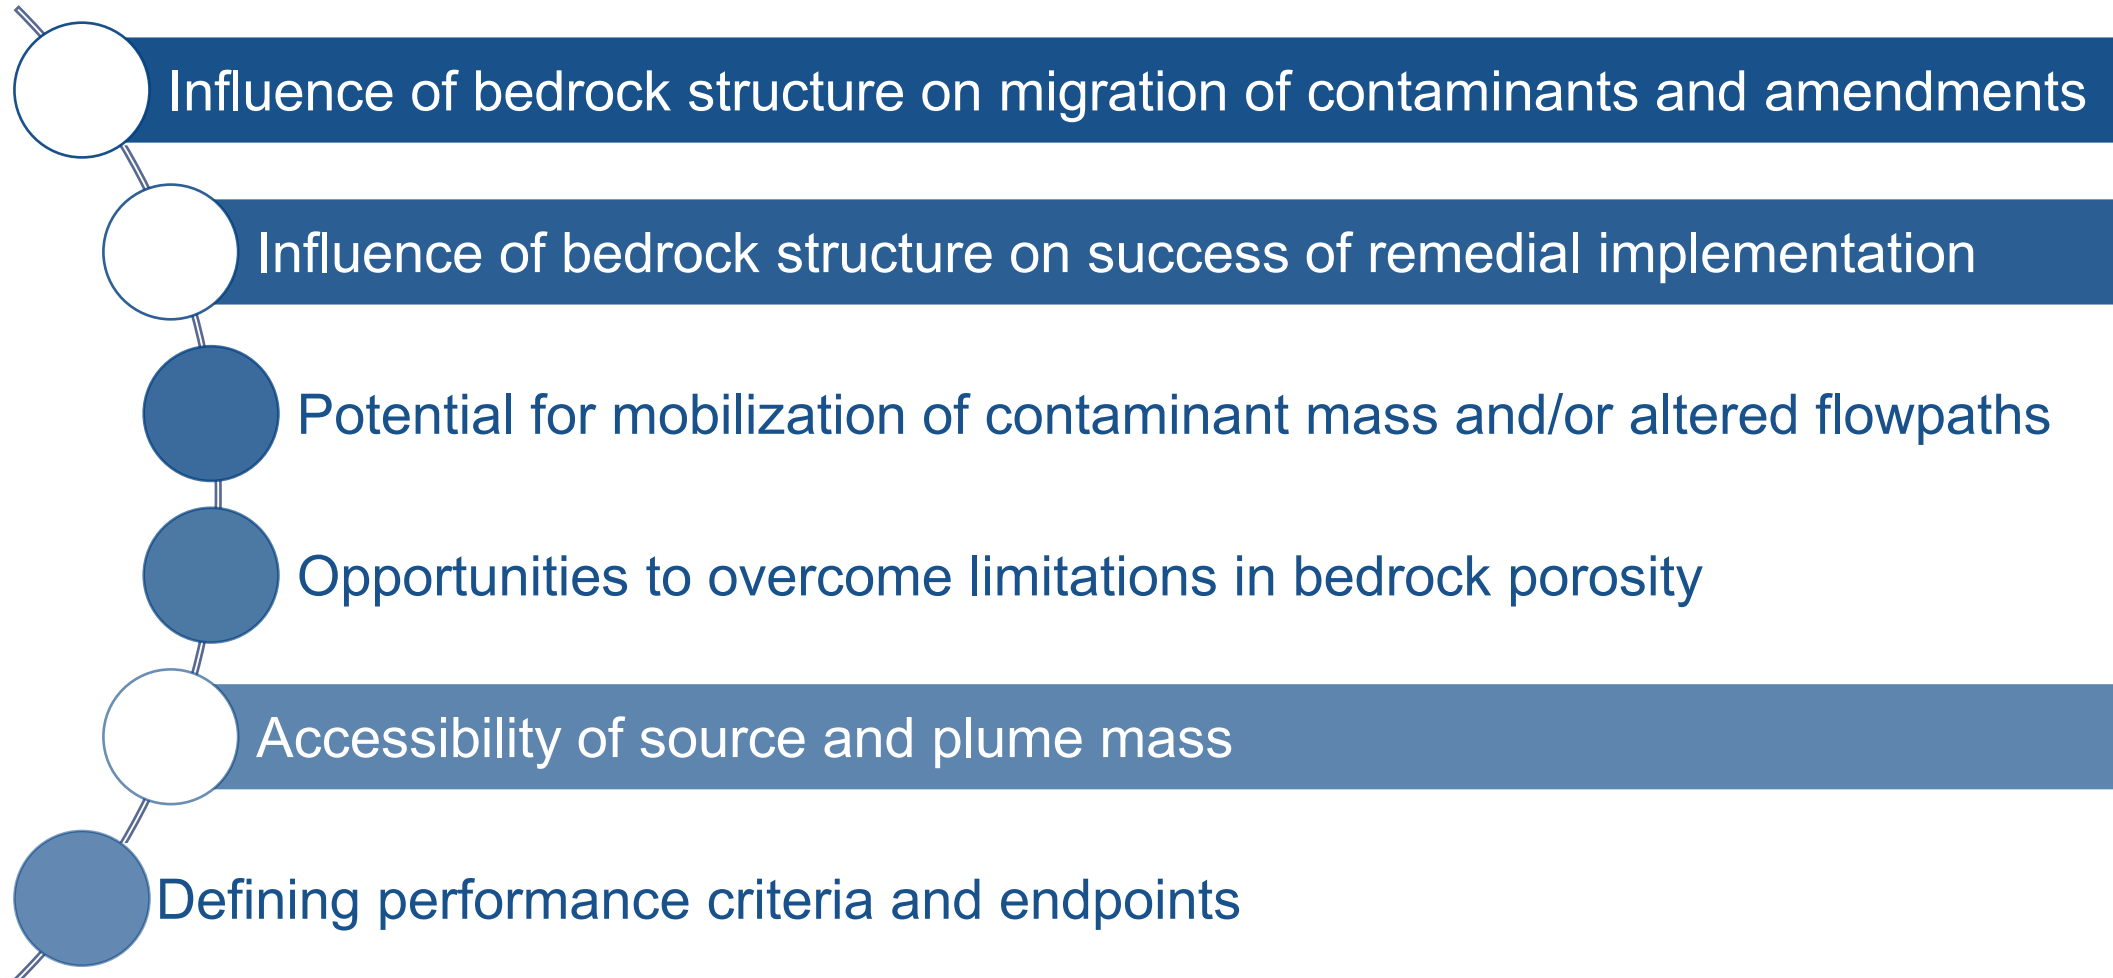 Influence of bedrock structure on migration of contaminants and amendments
Influence of bedrock structure on success of remedial implementation
Potential for mobilization of contaminant mass and/or altered flowpaths
Opportunities to overcome limitations in bedrock porosity
Accessibility of source and plume mass
Defining performance criteria and endpoints